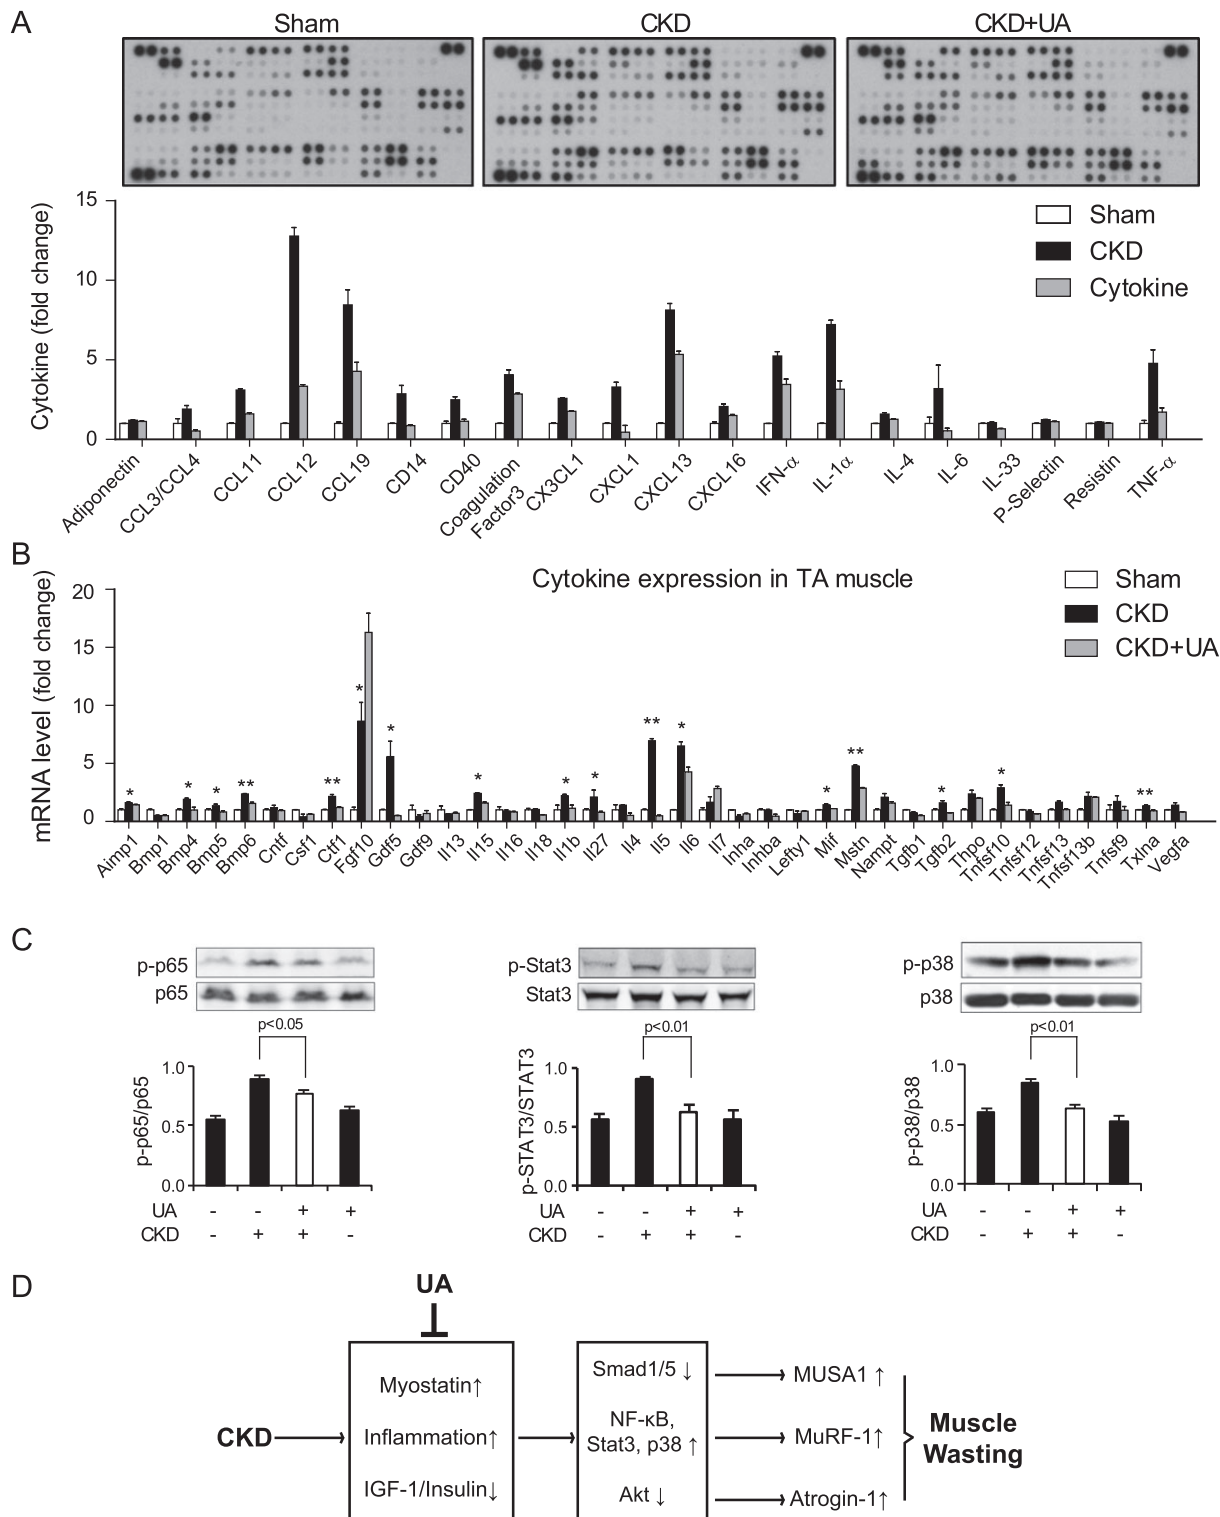 A
Sham
CKD
CKD+UA
Cytokine (fold change)
15
10
5
0
Sham
CKD
Cytokine
Adiponectin
CCL3/CCL4
CCL11
CCL12
CCL19
CD14
CD40
Coagulation
Factor3
CX3CL1
CXCL1
CXCL13
CXCL16
IFN-α
IL-1α
IL-4
IL-6
IL-33
P-Selectin
Resistin
TNF-α
B
Cytokine expression in TA muscle
mRNA level (fold change)
20
15
10
5
0
Sham
CKD
CKD+UA
* * * ** ** * * * * * ** * * ** * * **
Aimp1
Bmp1
Bmp4
Bmp5
Bmp6
Cntf
Csf1
Ctf1
Fgf10
Gdf5
Gdf9
Il13
Il15
Il16
Il18
Il1b
Il27
Il4
Il5
Il6
Il7
Inha
Inhba
Lefty1
Mif
Mstn
Nampt
Tgfb1
Tgfb2
Thpo
Tnfsf10
Tnfsf12
Tnfsf13
Tnfsf13b
Tnfsf9
Txlna
Vegfa
C
p-p65
p65
p<0.05
p-p65/p65
1.0
0.5
0.0
UA - - + +
CKD - + + -
p-Stat3
Stat3
p<0.01
p-STAT3/STAT3
1.0
0.5
0.0
UA - - + +
CKD - + + -
p-p38
p38
p<0.01
p-p38/p38
1.0
0.5
0.0
UA - - + +
CKD - + + -
D
UA
CKD
Myostatin↑
Inflammation↑
IGF-1/Insulin↓
Smad1/5 ↓
NF-κB,
Stat3, p38 ↑
Akt ↓
MUSA1 ↑
MuRF-1↑
Atrogin-1↑
Muscle
Wasting